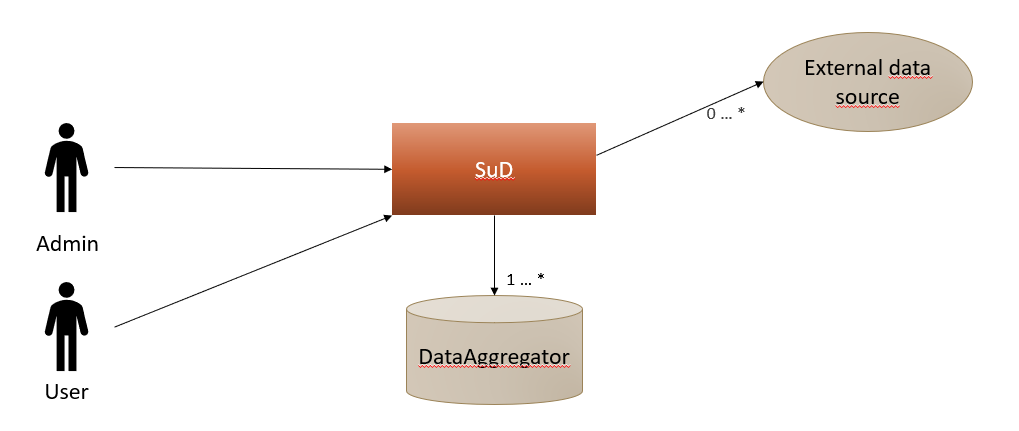 External data
source
0 ... *
SuD
Admin
1 ... *
DataAggregator
User